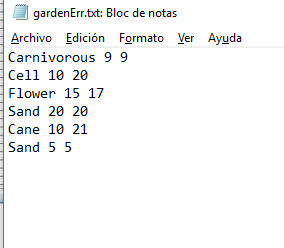 gardenErr.txt: Bloc de notas
Archivo Edición Formato Ver Ayuda
Carnivorous 9 9
Cell 10 20
Flower 15 17
Sand 20 20
Cane 10 21
Sand 5 5